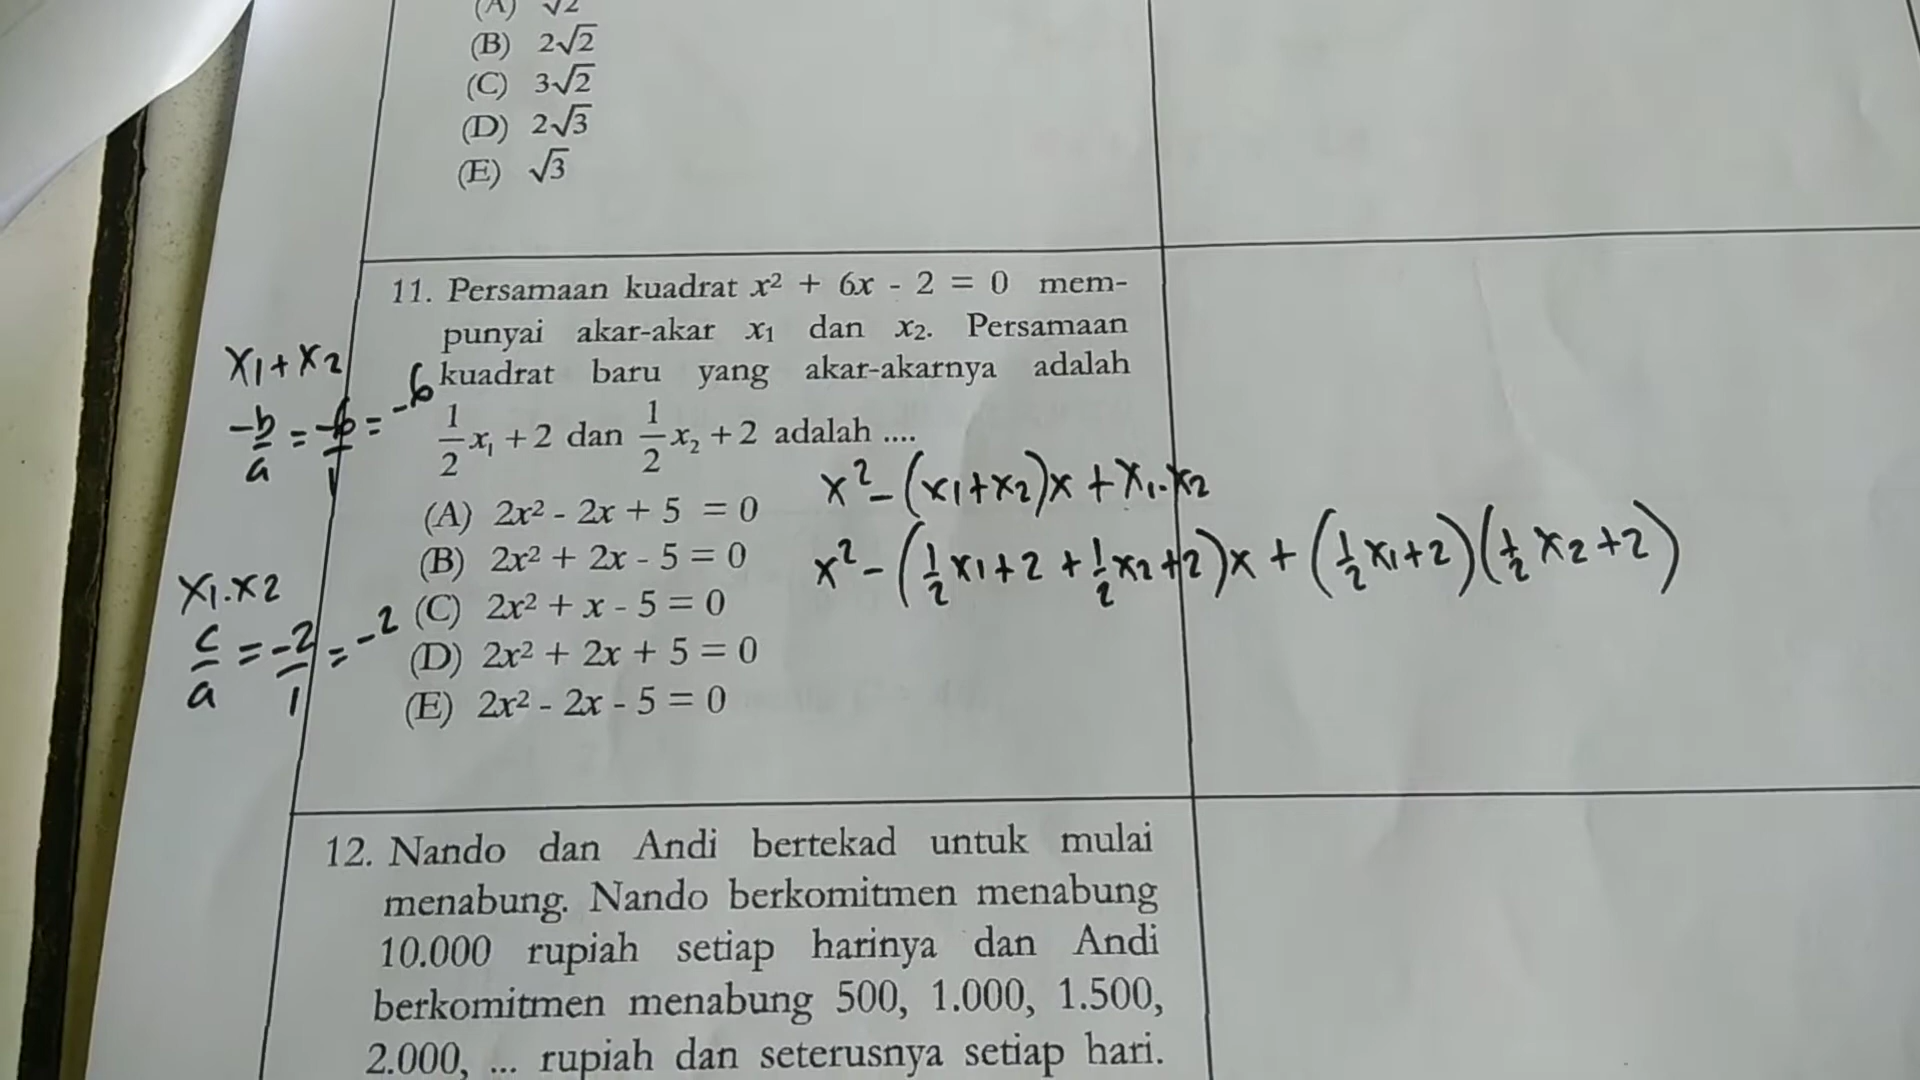 (A) √2
(B) 2√2
(C) 3√2
(D) 2√3
(E) √3
11. Persamaan kuadrat x² + 6x - 2 = 0 mem-
punyai akar-akar x₁ dan x₂. Persamaan
kuadrat baru yang akar-akarnya adalah
1/2 x₁ + 2 dan 1/2 x₂ + 2 adalah ....
(A) 2x² - 2x + 5 = 0
(B) 2x² + 2x - 5 = 0
(C) 2x² + x - 5 = 0
(D) 2x² + 2x + 5 = 0
(E) 2x² - 2x - 5 = 0
x₁ + x₂
-b/a = -6/1 = -6
x₁ . x₂
c/a = -2/1 = -2
x² - (x₁ + x₂)x + x₁ . x₂
x² - (1/2 x₁ + 2 + 1/2 x₂ + 2)x + (1/2 x₁ + 2)(1/2 x₂ + 2)
12. Nando dan Andi bertekad untuk mulai
menabung. Nando berkomitmen menabung
10.000 rupiah setiap harinya dan Andi
berkomitmen menabung 500, 1.000, 1.500,
2.000, ... rupiah dan seterusnya setiap hari.